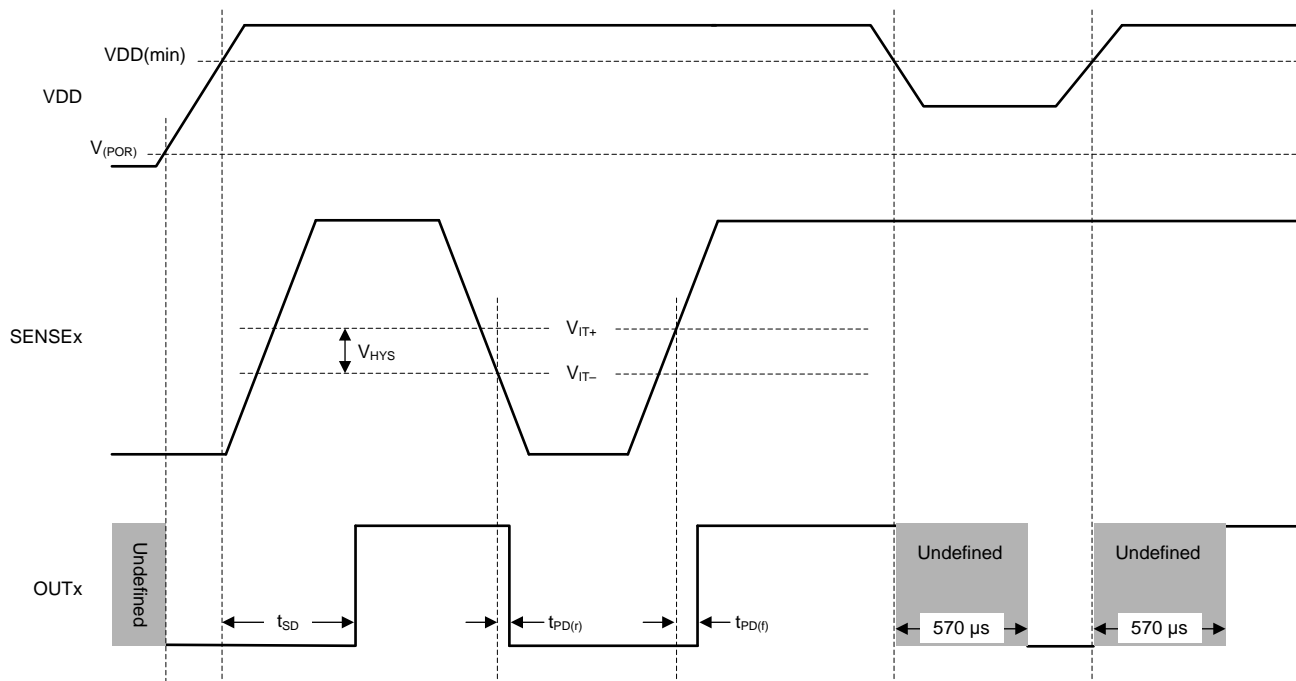 VDD(min)
VDD
V(POR)
SENSEx
VIT+
VHYS
VIT–
OUTx
Undefined
Undefined
Undefined
tSD
tPD(r)
tPD(f)
570 µs
570 µs